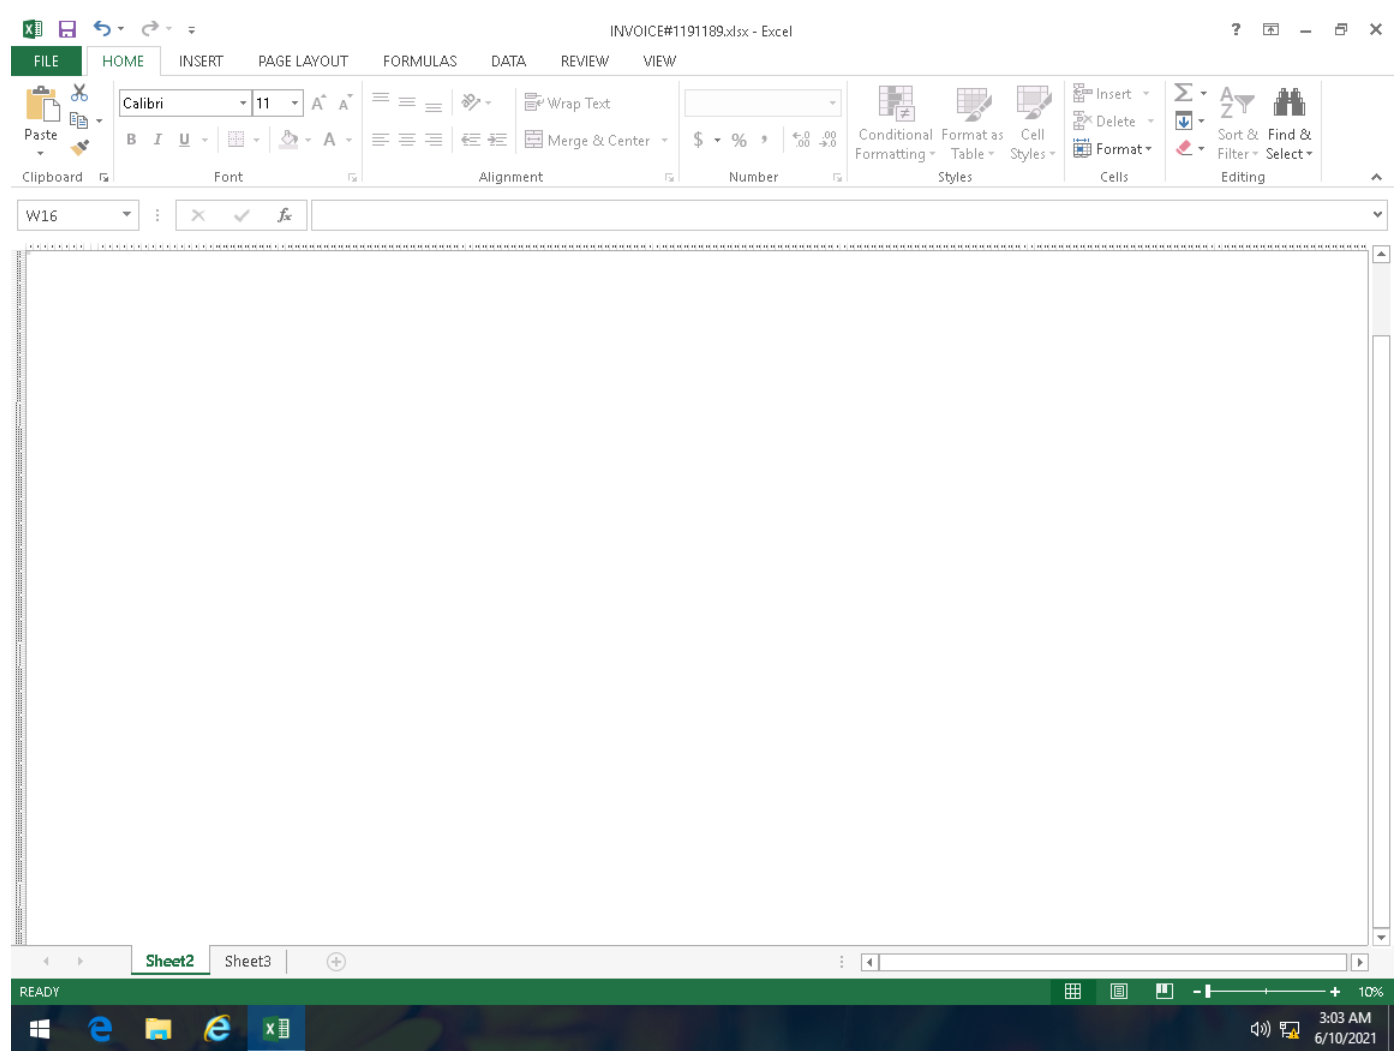 INVOICE#1191189.xlsx - Excel
FILE HOME INSERT PAGE LAYOUT FORMULAS DATA REVIEW VIEW
Paste
Clipboard
Calibri 11
B I U
Font
Wrap Text
Merge & Center
Alignment
$ % ,
Number
Conditional Formatting
Format as Table
Cell Styles
Styles
Insert
Delete
Format
Cells
Sort & Filter
Find & Select
Editing
W16
fx
Sheet2 Sheet3
READY
10%
3:03 AM
6/10/2021